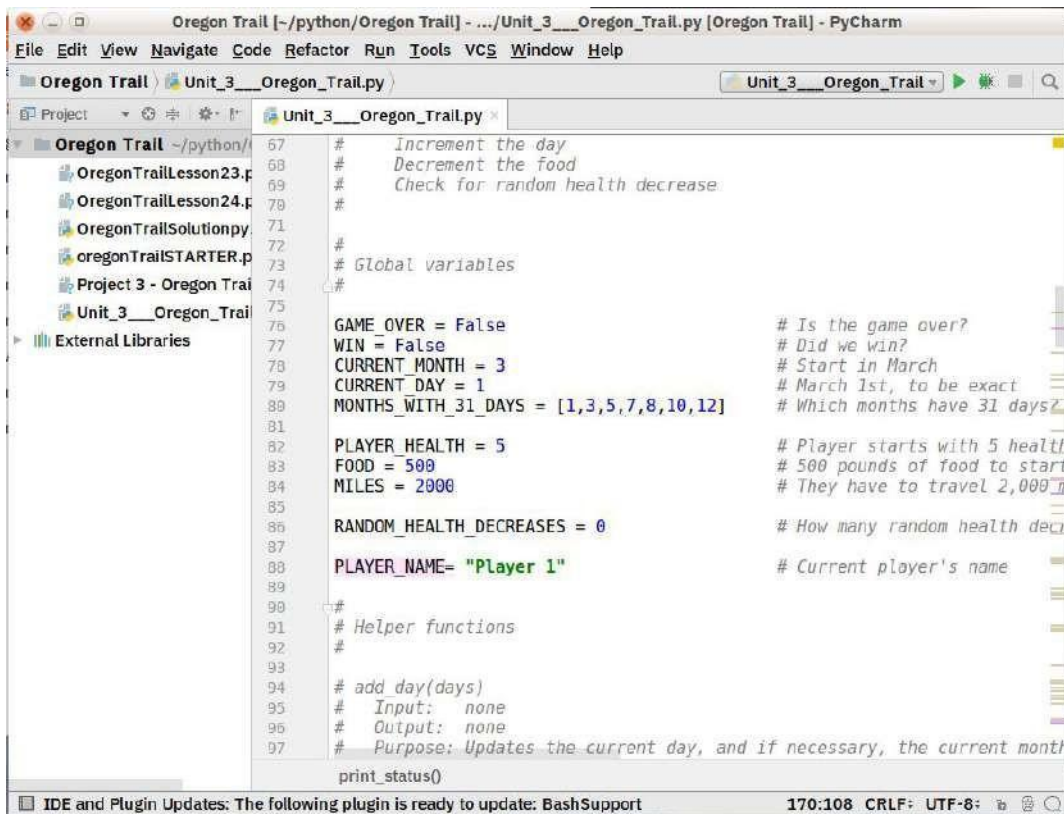 Oregon Trail [~/python/Oregon Trail] - .../Unit_3___Oregon_Trail.py [Oregon Trail] - PyCharm
File Edit View Navigate Code Refactor Run Tools VCS Window Help
Oregon Trail Unit_3___Oregon_Trail.py Unit_3___Oregon_Trail
Project Unit_3___Oregon_Trail.py
Oregon Trail ~/python/
OregonTrailLesson23.p
OregonTrailLesson24.p
OregonTrailSolutionpy.
oregonTrailSTARTER.p
Project 3 - Oregon Trai
Unit_3___Oregon_Trail
External Libraries
67 #     Increment the day
68 #     Decrement the food
69 #     Check for random health decrease
70 #
71
72 #
73 # Global variables
74 #
75
76 GAME_OVER = False # Is the game over?
77 WIN = False # Did we win?
78 CURRENT_MONTH = 3 # Start in March
79 CURRENT_DAY = 1 # March 1st, to be exact
80 MONTHS_WITH_31_DAYS = [1,3,5,7,8,10,12] # Which months have 31 days?
81
82 PLAYER_HEALTH = 5 # Player starts with 5 health
83 FOOD = 500 # 500 pounds of food to start
84 MILES = 2000 # They have to travel 2,000 m
85
86 RANDOM_HEALTH_DECREASES = 0 # How many random health decr
87
88 PLAYER_NAME= "Player 1" # Current player's name
89
90 #
91 # Helper functions
92 #
93
94 # add_day(days)
95 #   Input:   none
96 #   Output:  none
97 #   Purpose: Updates the current day, and if necessary, the current month
print_status()
IDE and Plugin Updates: The following plugin is ready to update: BashSupport 170:108 CRLF: UTF-8: